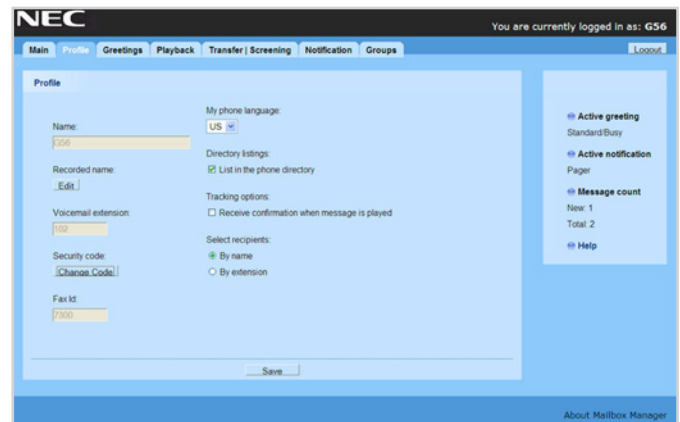 NEC
You are currently logged in as: G56
Main Profile Greetings Playback Transfer | Screening Notification Groups Logout
Profile
My phone language:
US
Name:
G56
Directory listings:
List in the phone directory
Recorded name:
Edit
Tracking options:
Receive confirmation when message is played
Voicemail extension:
102
Select recipients:
By name
By extension
Security code:
Change Code
Fax Id:
7300
Save
Active greeting
Standard/Busy
Active notification
Pager
Message count
New: 1
Total: 2
Help
About Mailbox Manager